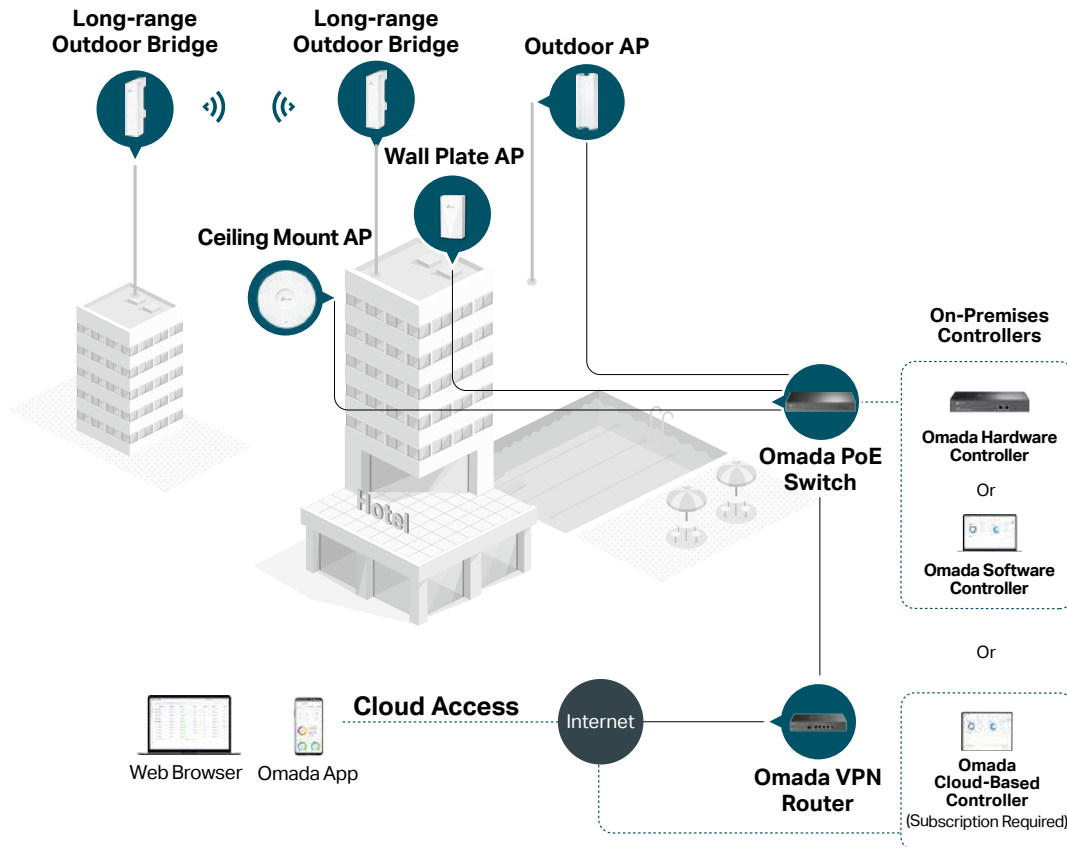 Long-range
Outdoor Bridge
Long-range
Outdoor Bridge
Outdoor AP
Wall Plate AP
Ceiling Mount AP
On-Premises
Controllers
Omada Hardware
Controller
Or
Omada Software
Controller
Omada PoE
Switch
Hotel
Or
Cloud Access
Internet
Web Browser
Omada App
Omada VPN
Router
Omada
Cloud-Based
Controller
(Subscription Required)